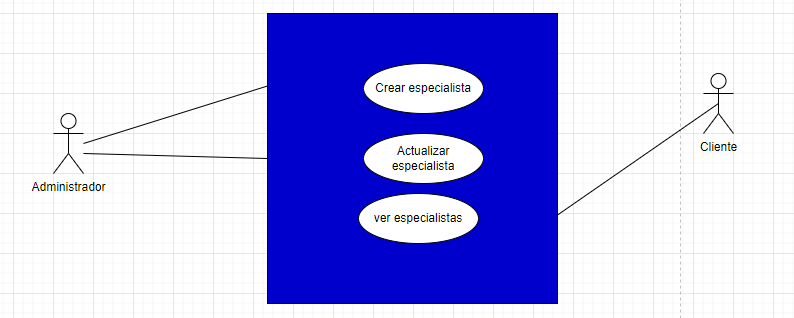 Crear especialista
Actualizar
especialista
ver especialistas
Administrador
Cliente